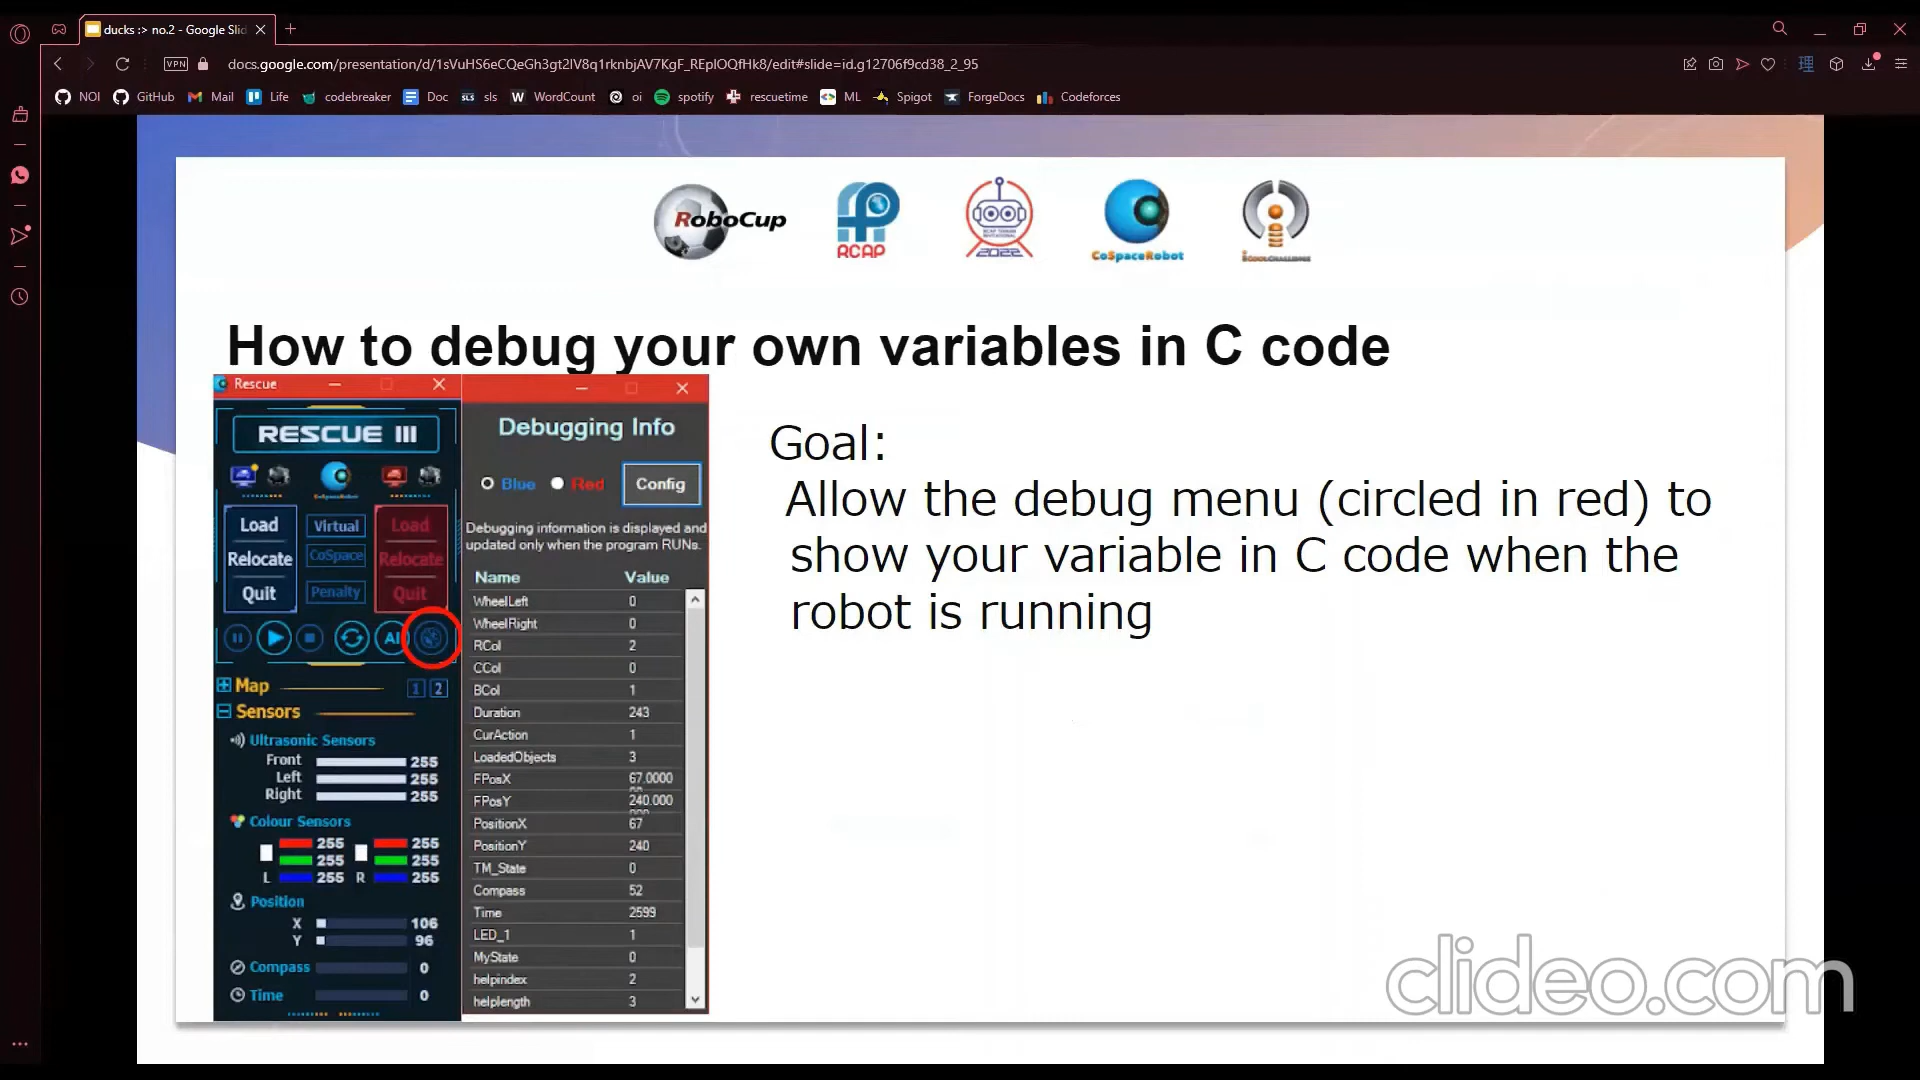 ducks :> no.2 - Google Slid
VPN
docs.google.com/presentation/d/1sVuHS6eCQeGh3gt2lV8q1rknbjAV7KgF_REplOQfHk8/edit#slide=id.g12706f9cd38_2_95
NOI GitHub Mail Life codebreaker Doc sls WordCount oi spotify rescuetime ML Spigot ForgeDocs Codeforces
RoboCup
RCAP
2022
CoSpaceRobot
How to debug your own variables in C code
Rescue
RESCUE III
Load Virtual Load
Relocate CoSpace Relocate
Quit Penalty Quit
AI
Map 1 2
Sensors
Ultrasonic Sensors
Front 255
Left 255
Right 255
Colour Sensors
255 255
255 255
L 255 R 255
Position
X 106
Y 96
Compass 0
Time 0
Debugging Info
Blue Red Config
Debugging information is displayed and
updated only when the program RUNs.
Name Value
WheelLeft 0
WheelRight 0
RCol 2
CCol 0
BCol 1
Duration 243
CurAction 1
LoadedObjects 3
FPosX 67.0000
FPosY 240.000
PositionX 67
PositionY 240
TM_State 0
Compass 52
Time 2599
LED_1 1
MyState 0
helpindex 2
helplength 3
Goal:
Allow the debug menu (circled in red) to
show your variable in C code when the
robot is running
clideo.com